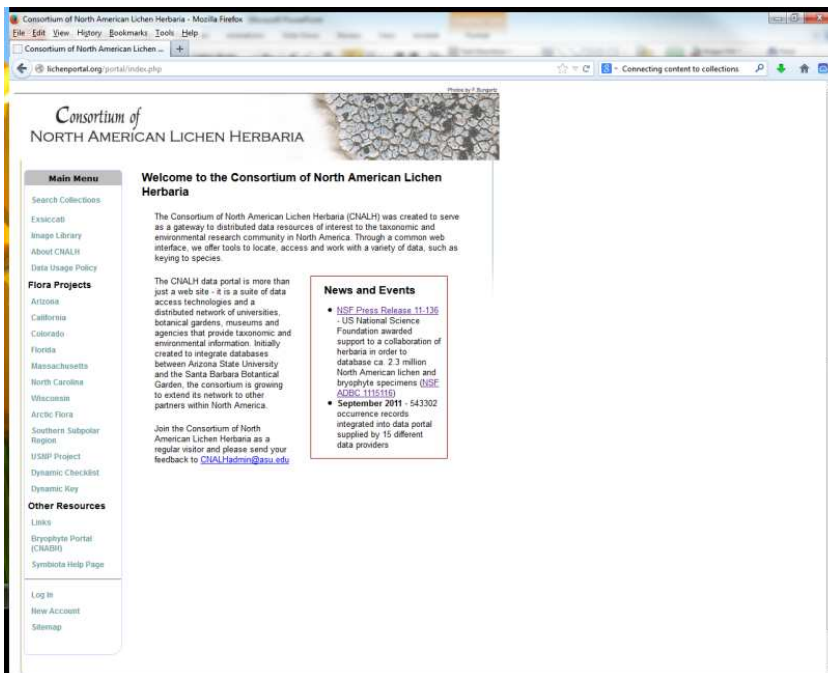 Consortium of North American Lichen Herbaria - Mozilla Firefox
File Edit View History Bookmarks Tools Help
Consortium of North American Lichen ... +
lichenportal.org/portal/index.php
Connecting content to collections
Photos by F. Bungartz
Consortium of
NORTH AMERICAN LICHEN HERBARIA
Main Menu
Search Collections
Exsiccati
Image Library
About CNALH
Data Usage Policy
Flora Projects
Arizona
California
Colorado
Florida
Massachusetts
North Carolina
Wisconsin
Arctic Flora
Southern Subpolar
Region
USNP Project
Dynamic Checklist
Dynamic Key
Other Resources
Links
Bryophyte Portal
(CNABH)
Symbiota Help Page
Log In
New Account
Sitemap
Welcome to the Consortium of North American Lichen
Herbaria
The Consortium of North American Lichen Herbaria (CNALH) was created to serve
as a gateway to distributed data resources of interest to the taxonomic and
environmental research community in North America. Through a common web
interface, we offer tools to locate, access and work with a variety of data, such as
keying to species.
The CNALH data portal is more than
just a web site - it is a suite of data
access technologies and a
distributed network of universities,
botanical gardens, museums and
agencies that provide taxonomic and
environmental information. Initially
created to integrate databases
between Arizona State University
and the Santa Barbara Botanical
Garden, the consortium is growing
to extend its network to other
partners within North America.
Join the Consortium of North
American Lichen Herbaria as a
regular visitor and please send your
feedback to CNALHadmin@asu.edu
News and Events
• NSF Press Release 11-136
- US National Science
Foundation awarded
support to a collaboration of
herbaria in order to
database ca. 2.3 million
North American lichen and
bryophyte specimens (NSF
ADBC 1115116)
• September 2011 - 543302
occurrence records
integrated into data portal
supplied by 15 different
data providers